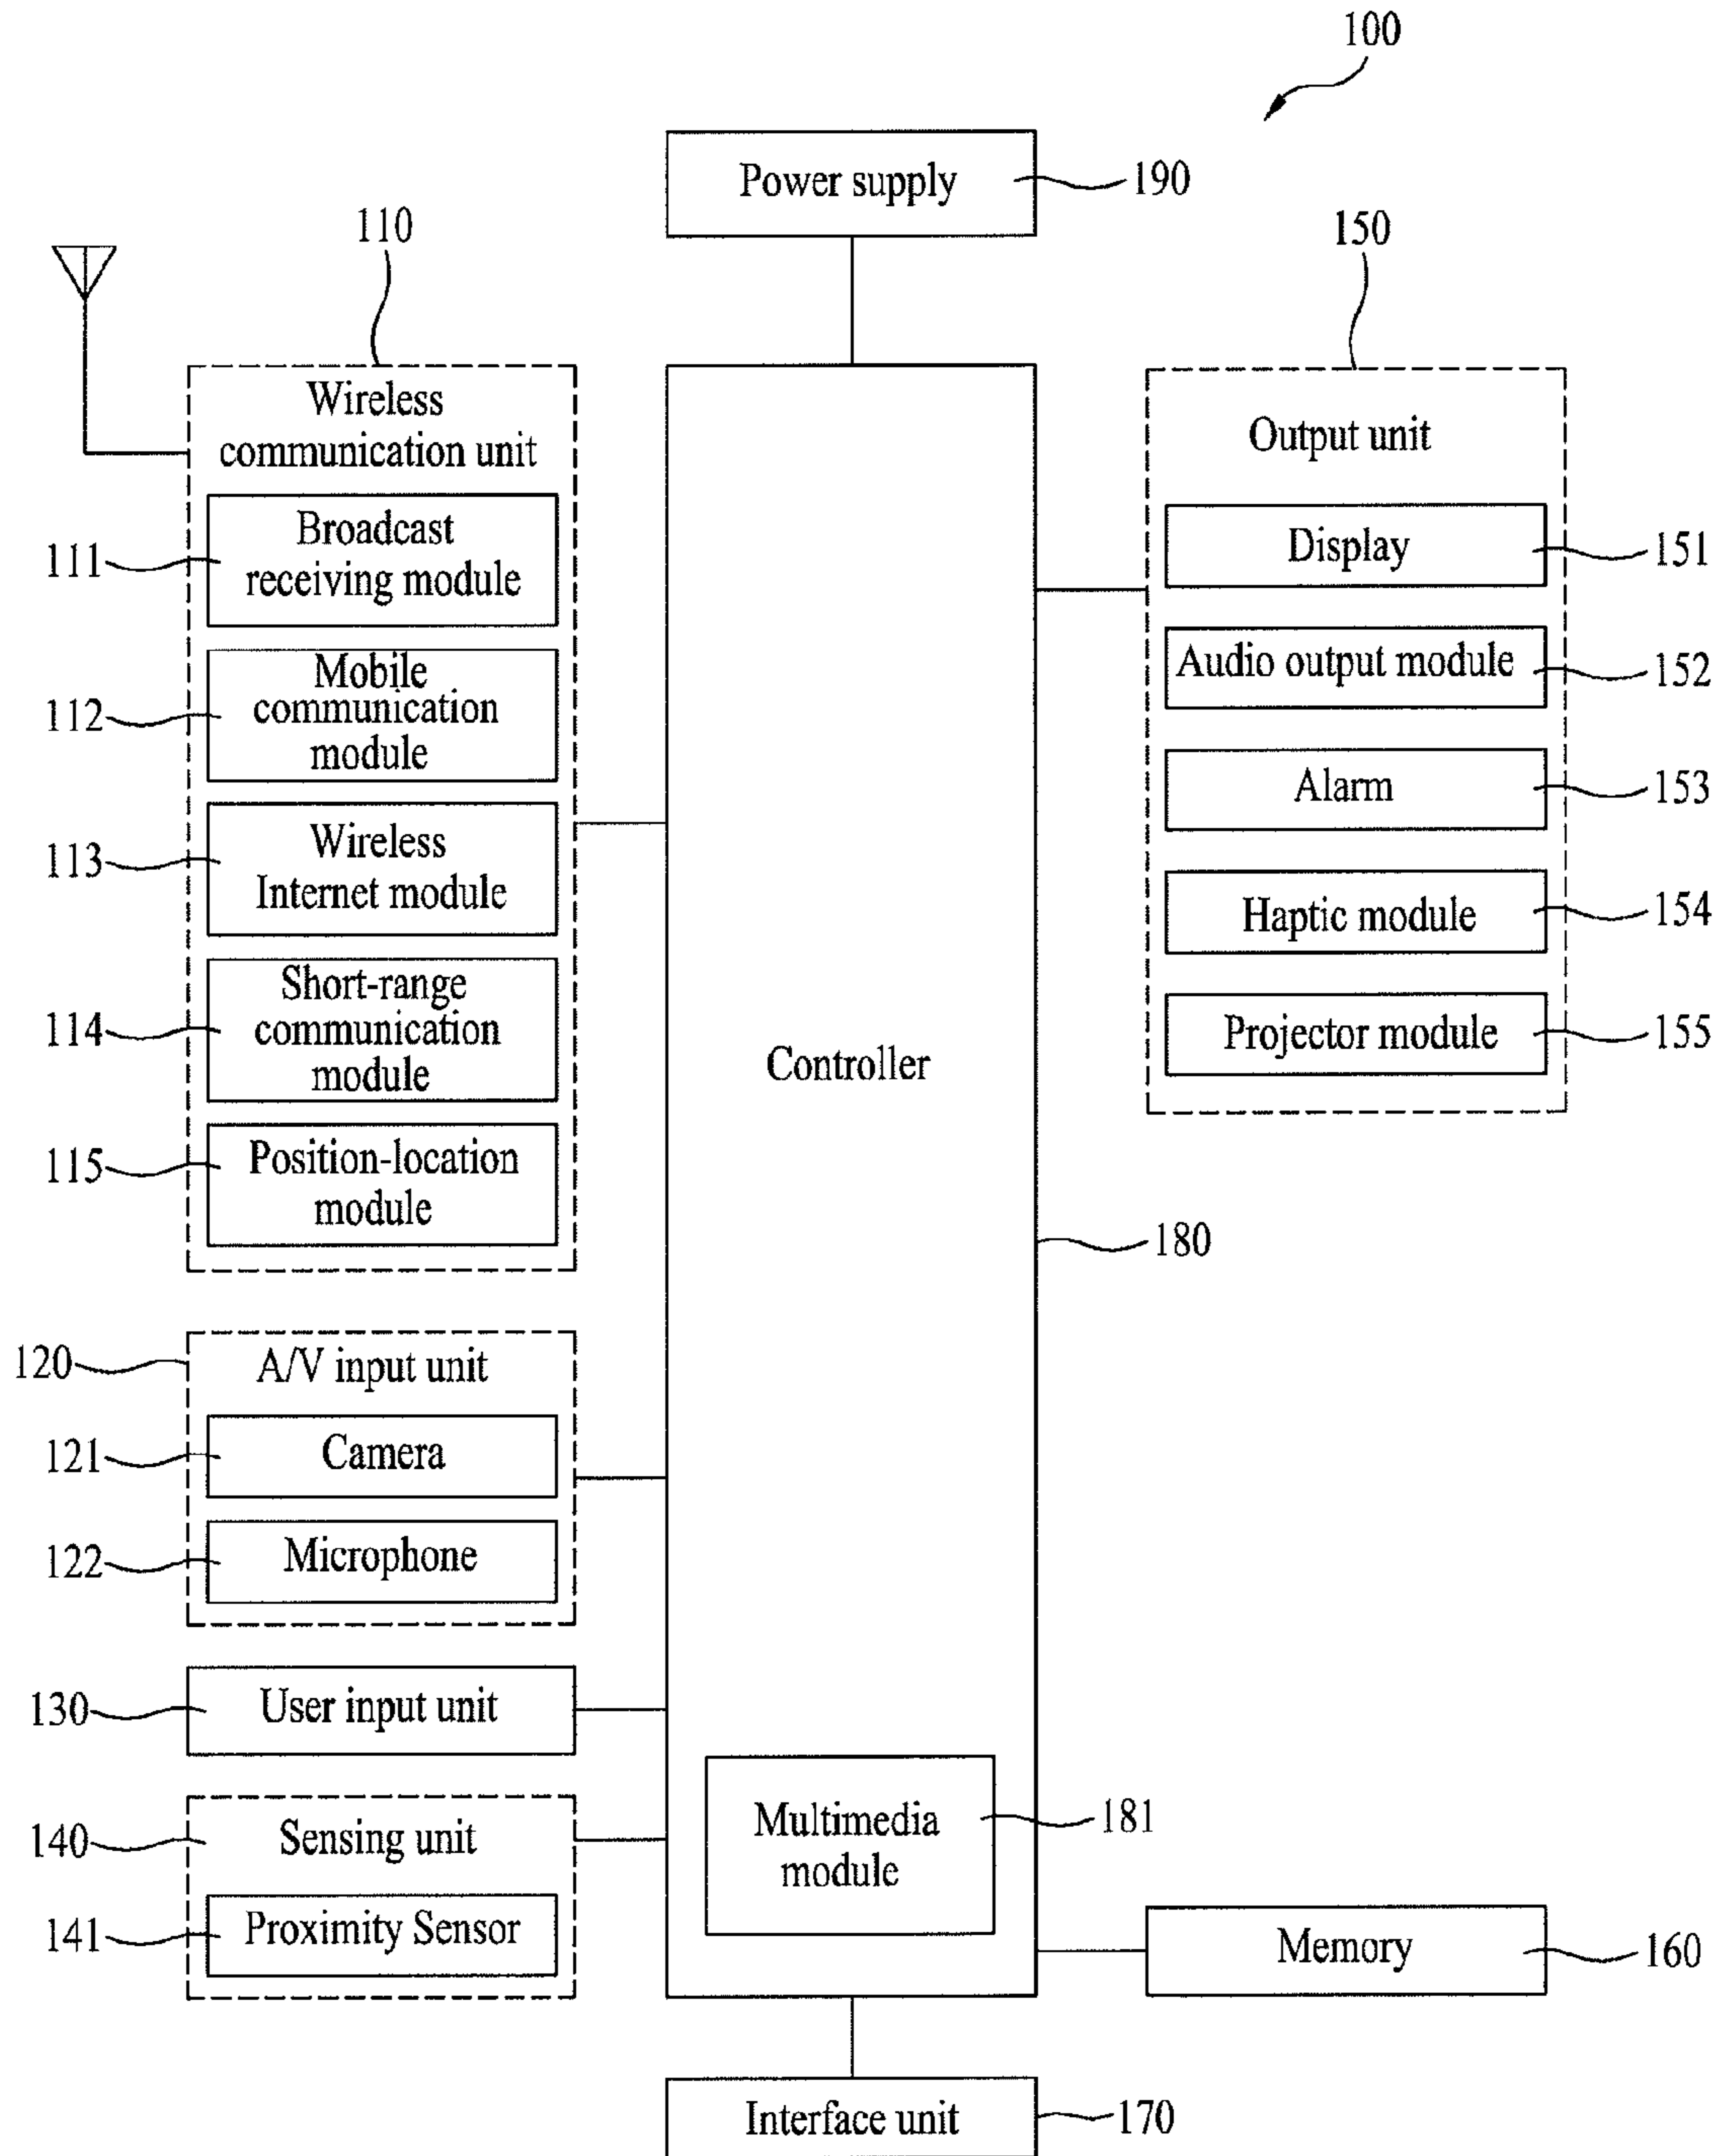 100
Power supply
190
110
150
Wireless
communication unit
Broadcast
receiving module
111
Mobile
communication
module
112
Wireless
Internet module
113
Short-range
communication
module
114
Position-location
module
115
Output unit
Display
151
Audio output module
152
Alarm
153
Haptic module
154
Projector module
155
Controller
180
120
A/V input unit
121
Camera
122
Microphone
130
User input unit
140
Sensing unit
141
Proximity Sensor
Multimedia
module
181
Memory
160
Interface unit
170